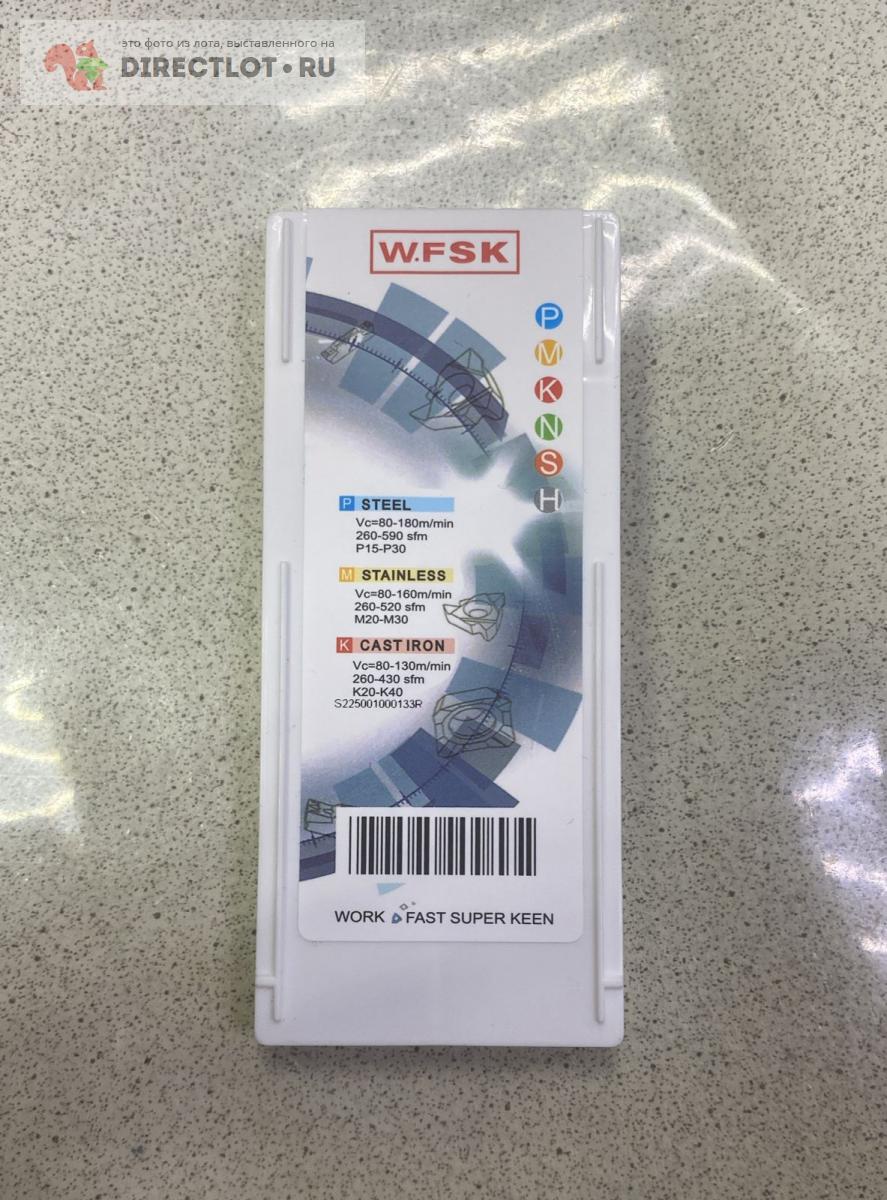 это фото из лота, выставленного на
DIRECTLOT•RU
W.FSK
P
M
K
N
S
H
P STEEL
Vc=80-180m/min
260-590 sfm
P15-P30
M STAINLESS
Vc=80-160m/min
260-520 sfm
M20-M30
K CAST IRON
Vc=80-130m/min
260-430 sfm
K20-K40
S225001000133R
WORK FAST SUPER KEEN